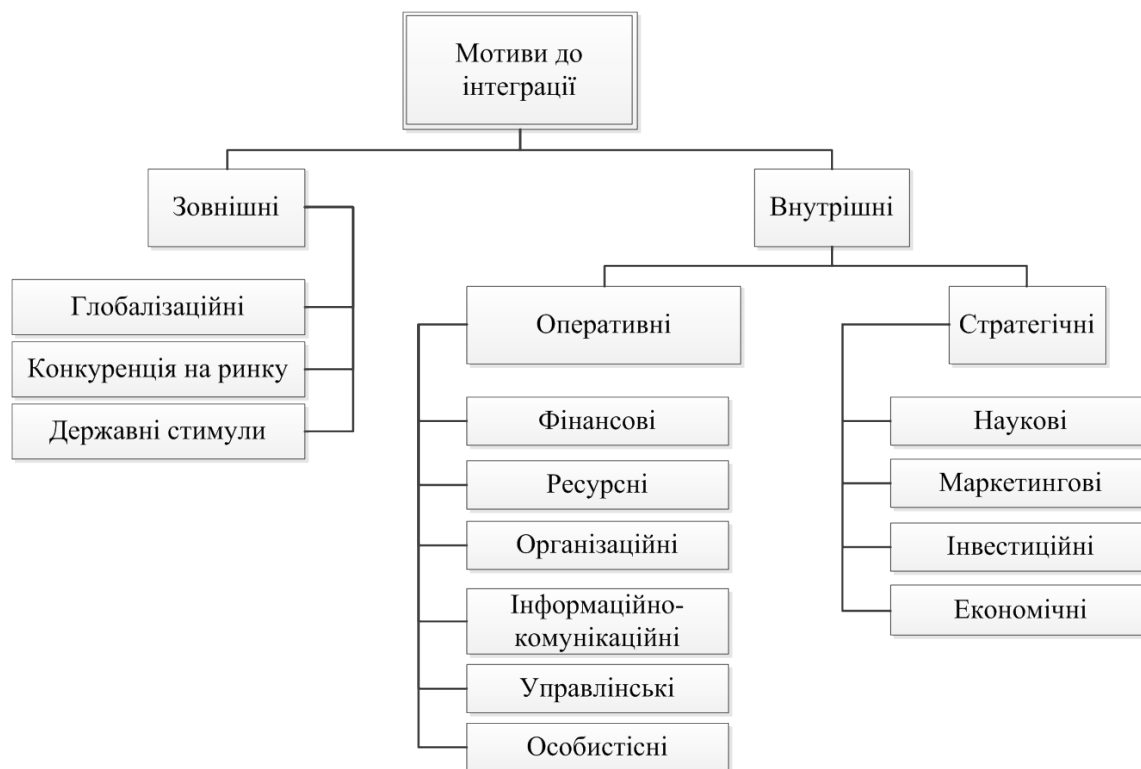 Мотиви до
інтеграції
Зовнішні
Внутрішні
Глобалізаційні
Конкуренція на ринку
Державні стимули
Оперативні
Стратегічні
Фінансові
Ресурсні
Організаційні
Інформаційно-
комунікаційні
Управлінські
Особистісні
Наукові
Маркетингові
Інвестиційні
Економічні